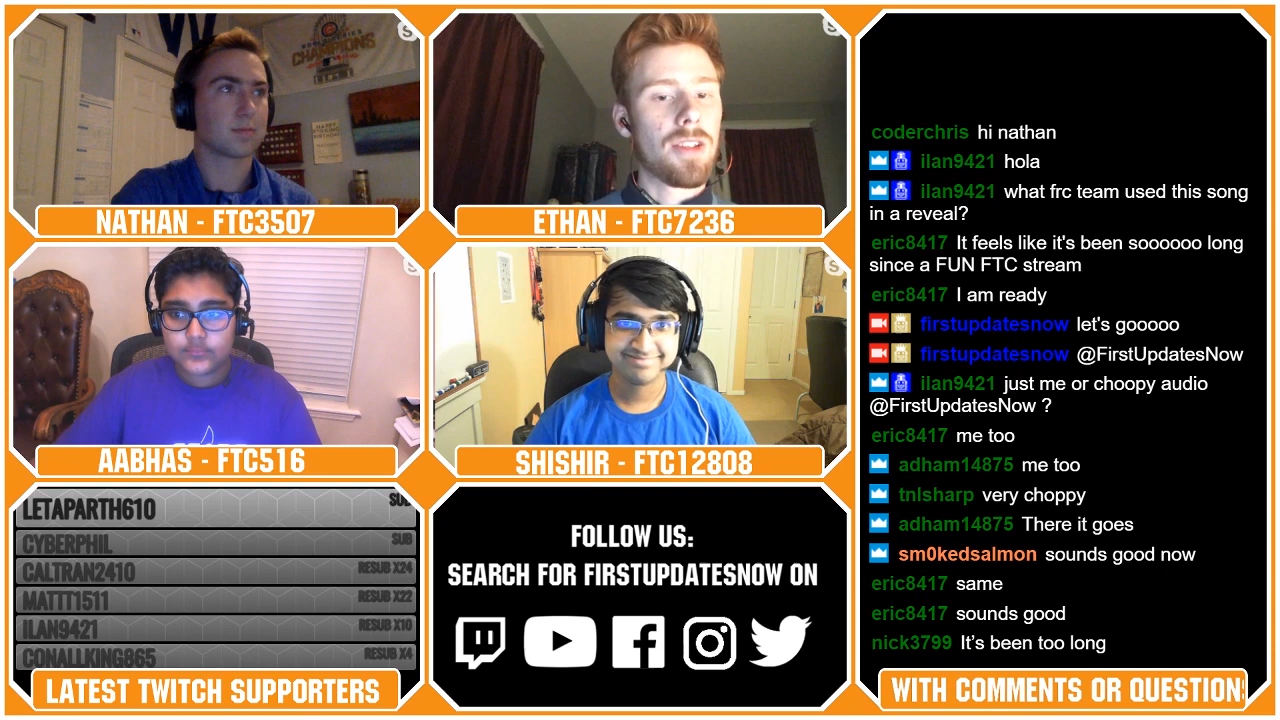 CHAMPIONS
NATHAN - FTC3507
ETHAN - FTC7236
AABHAS - FTC516
SHISHIR - FTC12808
LETAPARTH610 SUB
CYBERPHIL SUB
CALTRAN2410 RESUB X24
MATTT1511 RESUB X22
ILAN9421 RESUB X10
CONALLKING865 RESUB X4
LATEST TWITCH SUPPORTERS
FOLLOW US:
SEARCH FOR FIRSTUPDATESNOW ON
coderchris hi nathan
ilan9421 hola
ilan9421 what frc team used this song
in a reveal?
eric8417 It feels like it's been soooooo long
since a FUN FTC stream
eric8417 I am ready
firstupdatesnow let's gooooo
firstupdatesnow @FirstUpdatesNow
ilan9421 just me or choopy audio
@FirstUpdatesNow ?
eric8417 me too
adham14875 me too
tnlsharp very choppy
adham14875 There it goes
sm0kedsalmon sounds good now
eric8417 same
eric8417 sounds good
nick3799 It's been too long
WITH COMMENTS OR QUESTION